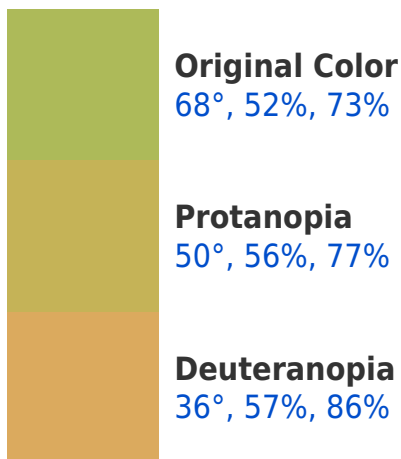 Original Color
68°, 52%, 73%
Protanopia
50°, 56%, 77%
Deuteranopia
36°, 57%, 86%